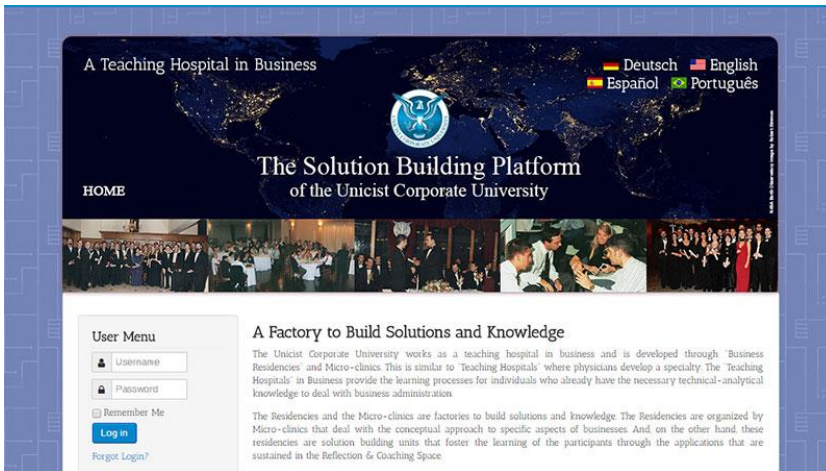 A Teaching Hospital in Business
Deutsch English
Español Português
The Solution Building Platform
of the Unicist Corporate University
HOME
User Menu
Username
Password
Remember Me
Log in
Forgot Login?
A Factory to Build Solutions and Knowledge
The Unicist Corporate University works as a teaching hospital in business and is developed through "Business
Residencies" and Micro-clinics. This is similar to "Teaching Hospitals" where physicians develop a specialty. The "Teaching
Hospitals" in Business provide the learning processes for individuals who already have the necessary technical-analytical
knowledge to deal with business administration.
The Residencies and the Micro-clinics are factories to build solutions and knowledge. The Residencies are organized by
Micro-clinics that deal with the conceptual approach to specific aspects of businesses. And, on the other hand, these
residencies are solution building units that foster the learning of the participants through the applications that are
sustained in the Reflection & Coaching Space.